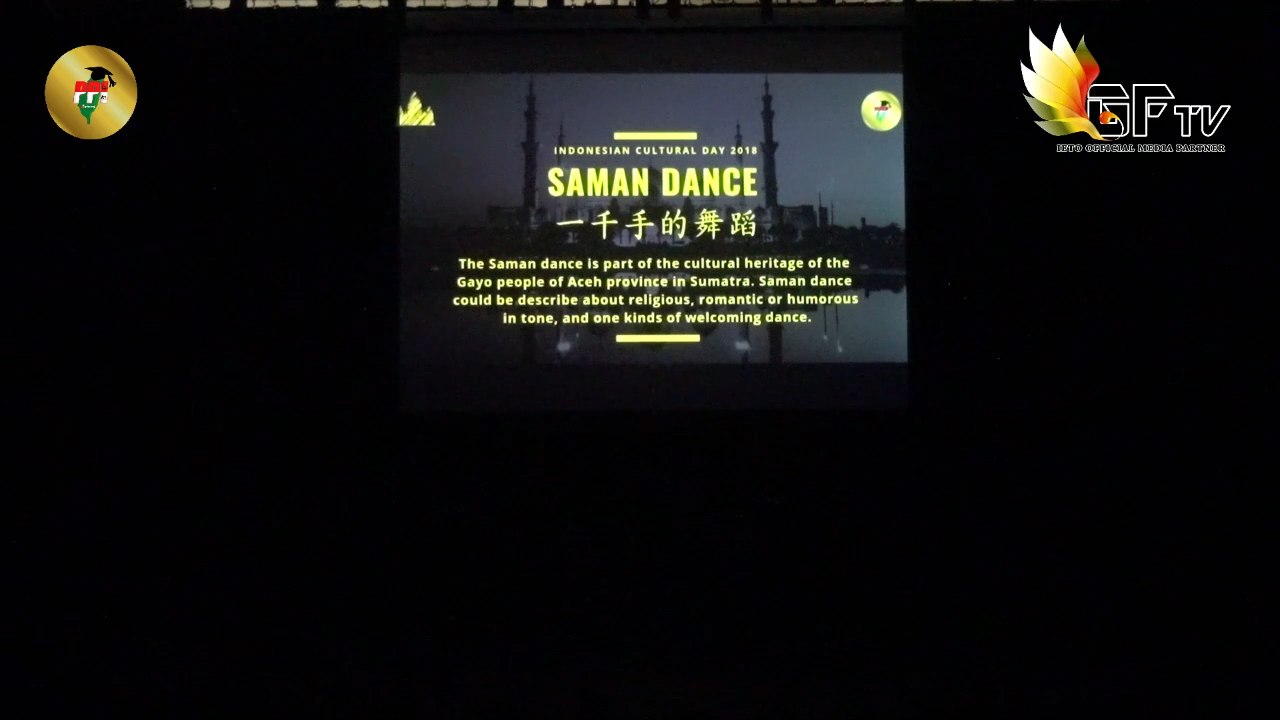 PPI
GF TV
IETO OFFICIAL MEDIA PARTNER
INDONESIAN CULTURAL DAY 2018
SAMAN DANCE
一千手的舞蹈
The Saman dance is part of the cultural heritage of the
Gayo people of Aceh province in Sumatra. Saman dance
could be describe about religious, romantic or humorous
in tone, and one kinds of welcoming dance.